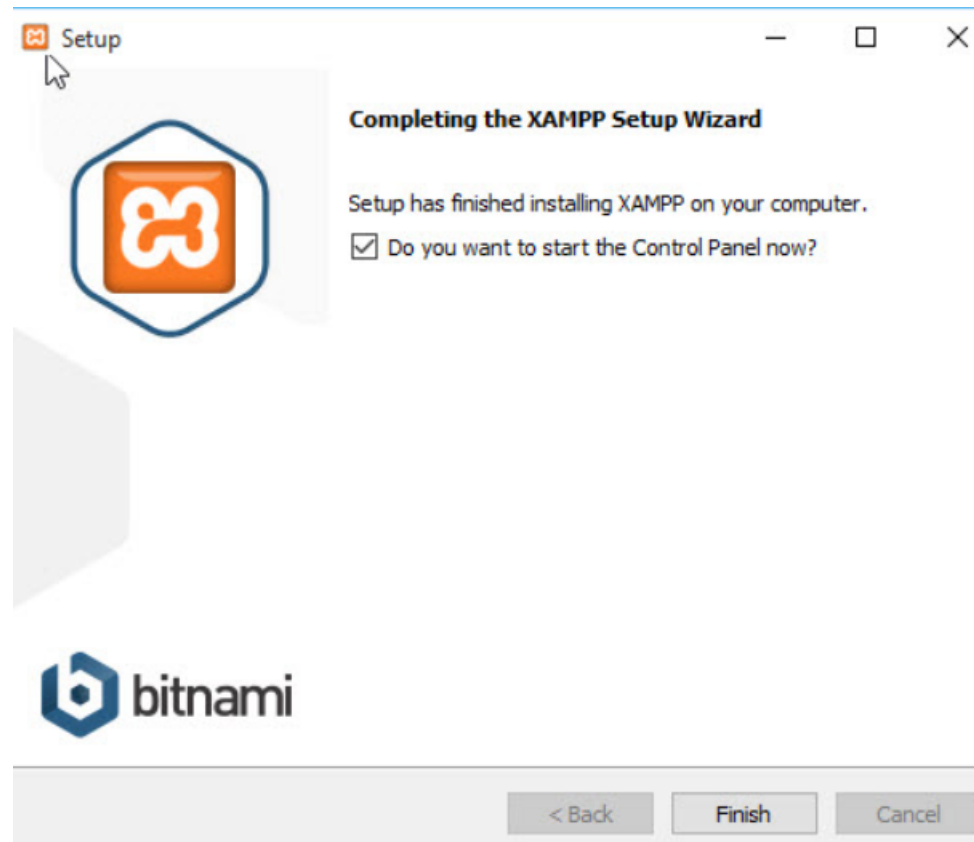 Setup
Completing the XAMPP Setup Wizard
Setup has finished installing XAMPP on your computer.
Do you want to start the Control Panel now?
bitnami
< Back
Finish
Cancel